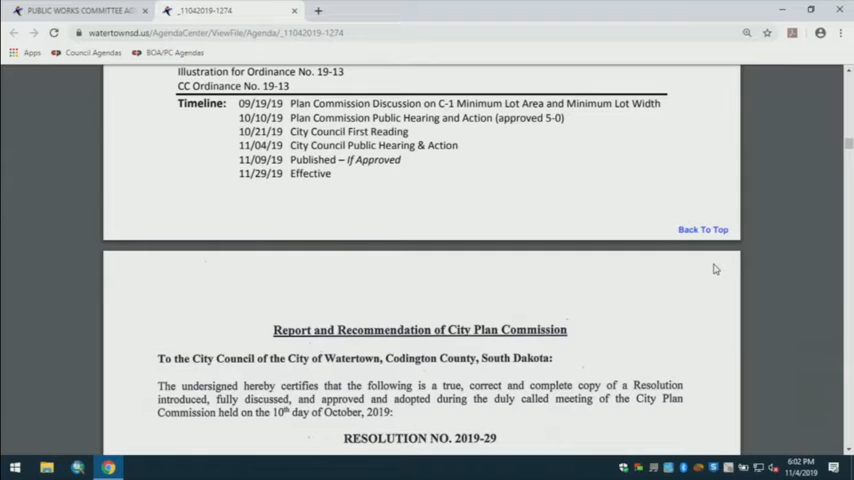 PUBLIC WORKS COMMITTEE AG
_11042019-1274
watertownsd.us/AgendaCenter/ViewFile/Agenda/_11042019-1274
Apps
Council Agendas
BOA/PC Agendas
Illustration for Ordinance No. 19-13
CC Ordinance No. 19-13
Timeline: 09/19/19 Plan Commission Discussion on C-1 Minimum Lot Area and Minimum Lot Width
10/10/19 Plan Commission Public Hearing and Action (approved 5-0)
10/21/19 City Council First Reading
11/04/19 City Council Public Hearing & Action
11/09/19 Published – If Approved
11/29/19 Effective
Back To Top
Report and Recommendation of City Plan Commission
To the City Council of the City of Watertown, Codington County, South Dakota:
The undersigned hereby certifies that the following is a true, correct and complete copy of a Resolution
introduced, fully discussed, and approved and adopted during the duly called meeting of the City Plan
Commission held on the 10th day of October, 2019:
RESOLUTION NO. 2019-29
6:02 PM
11/4/2019